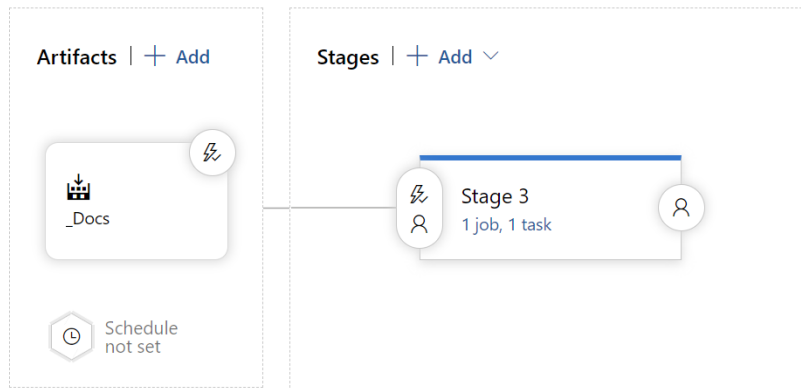 Artifacts | + Add
Stages | + Add
_Docs
Stage 3
1 job, 1 task
Schedule
not set